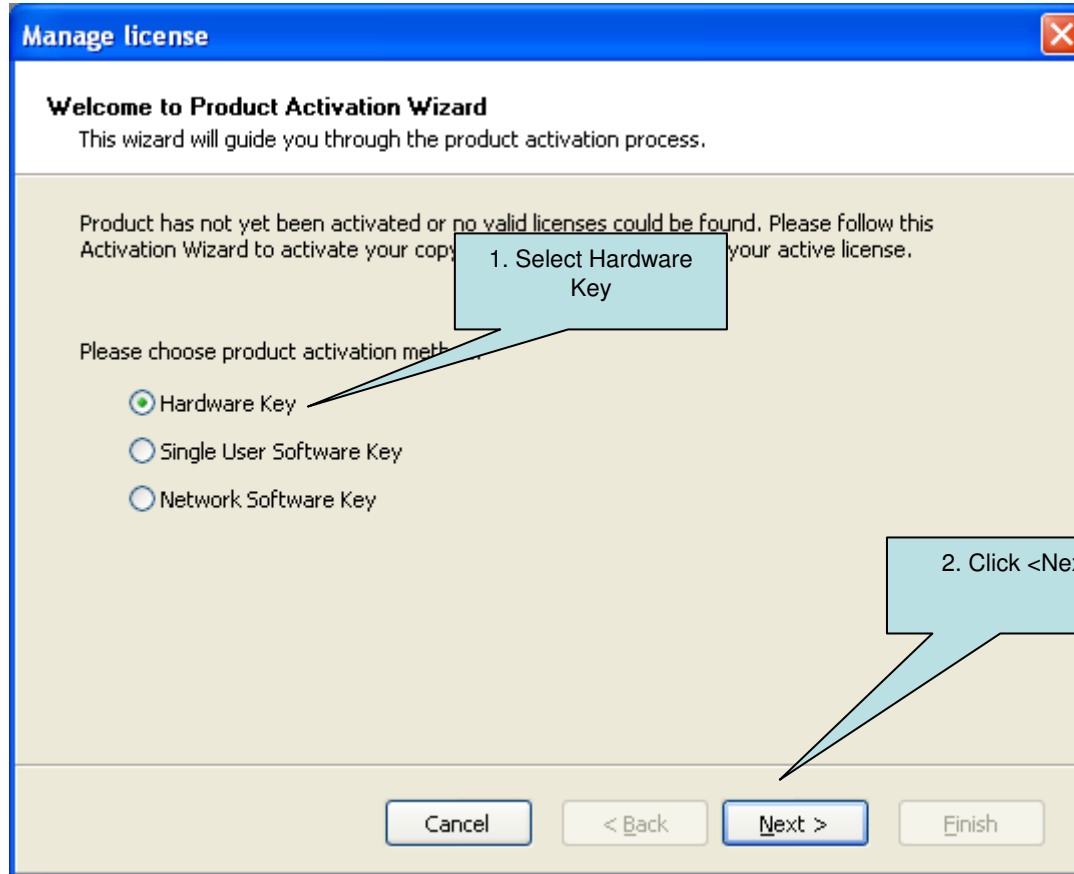 Manage license
Welcome to Product Activation Wizard
This wizard will guide you through the product activation process.
Product has not yet been activated or no valid licenses could be found. Please follow this
Activation Wizard to activate your copy your active license.
1. Select Hardware
Key
Please choose product activation
Hardware Key
Single User Software Key
Network Software Key
2. Click
Cancel
< Back
Next >
Finish